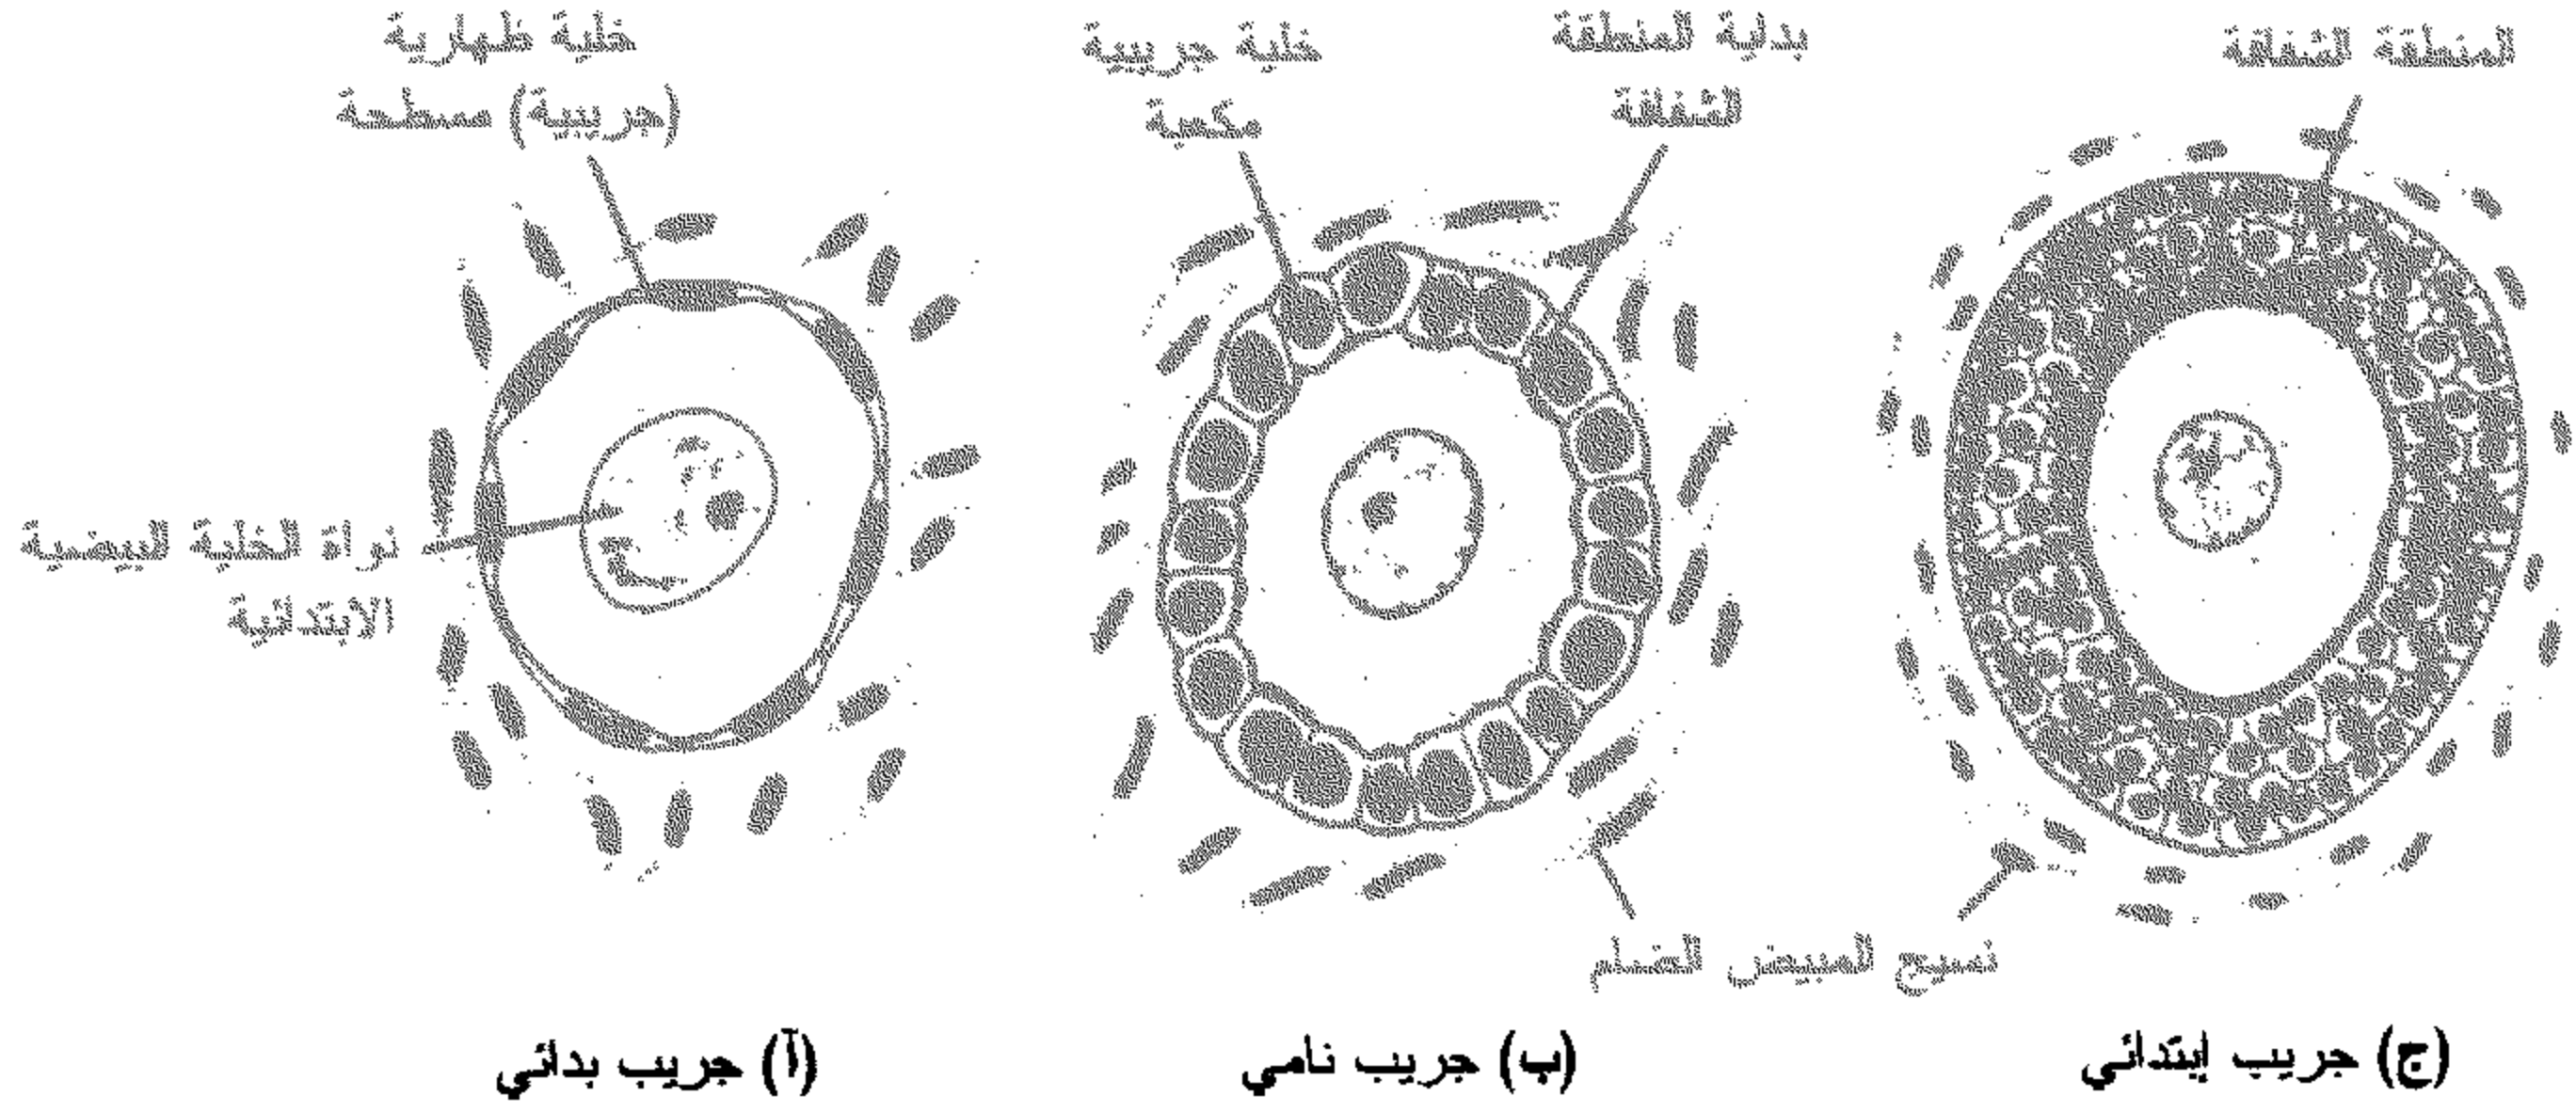 المنطقة الشفافة
بداية المنطقة
الشفافة
خلية جريبية
مكعبة
خلية ظهارية
(جريبية) مسطحة
نواة الخلية البيضية
الابتدائية
نسيج المبيض الضام
(آ) جريب بدائي
(ب) جريب نامي
(ج) جريب إبتدائي